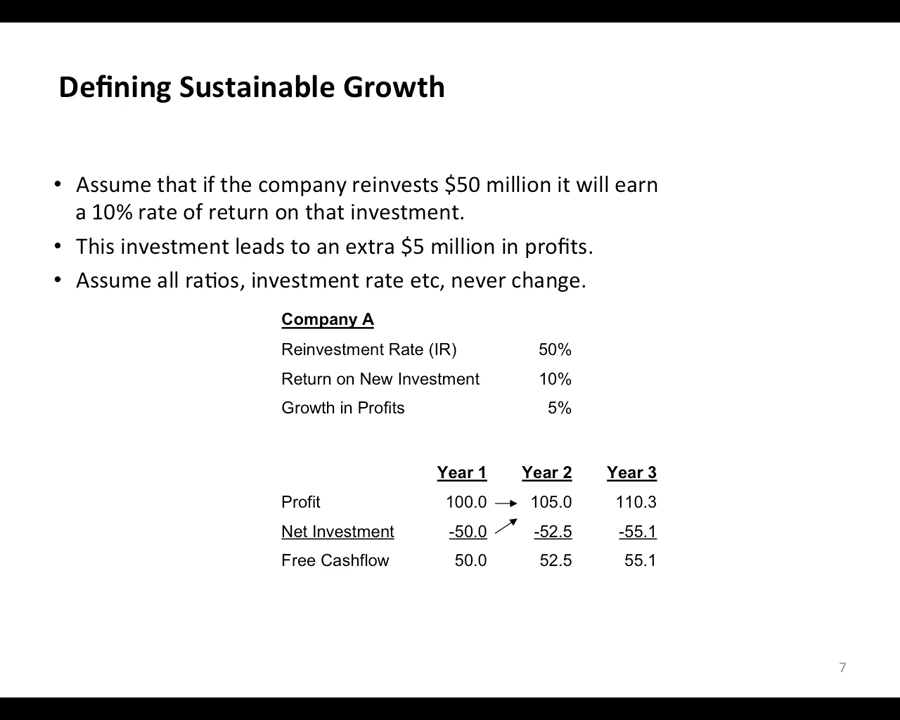 Defining Sustainable Growth
• Assume that if the company reinvests $50 million it will earn
a 10% rate of return on that investment.
• This investment leads to an extra $5 million in profits.
• Assume all ratios, investment rate etc, never change.
Company A
Reinvestment Rate (IR) 50%
Return on New Investment 10%
Growth in Profits 5%
Year 1 Year 2 Year 3
Profit 100.0 105.0 110.3
Net Investment -50.0 -52.5 -55.1
Free Cashflow 50.0 52.5 55.1
7